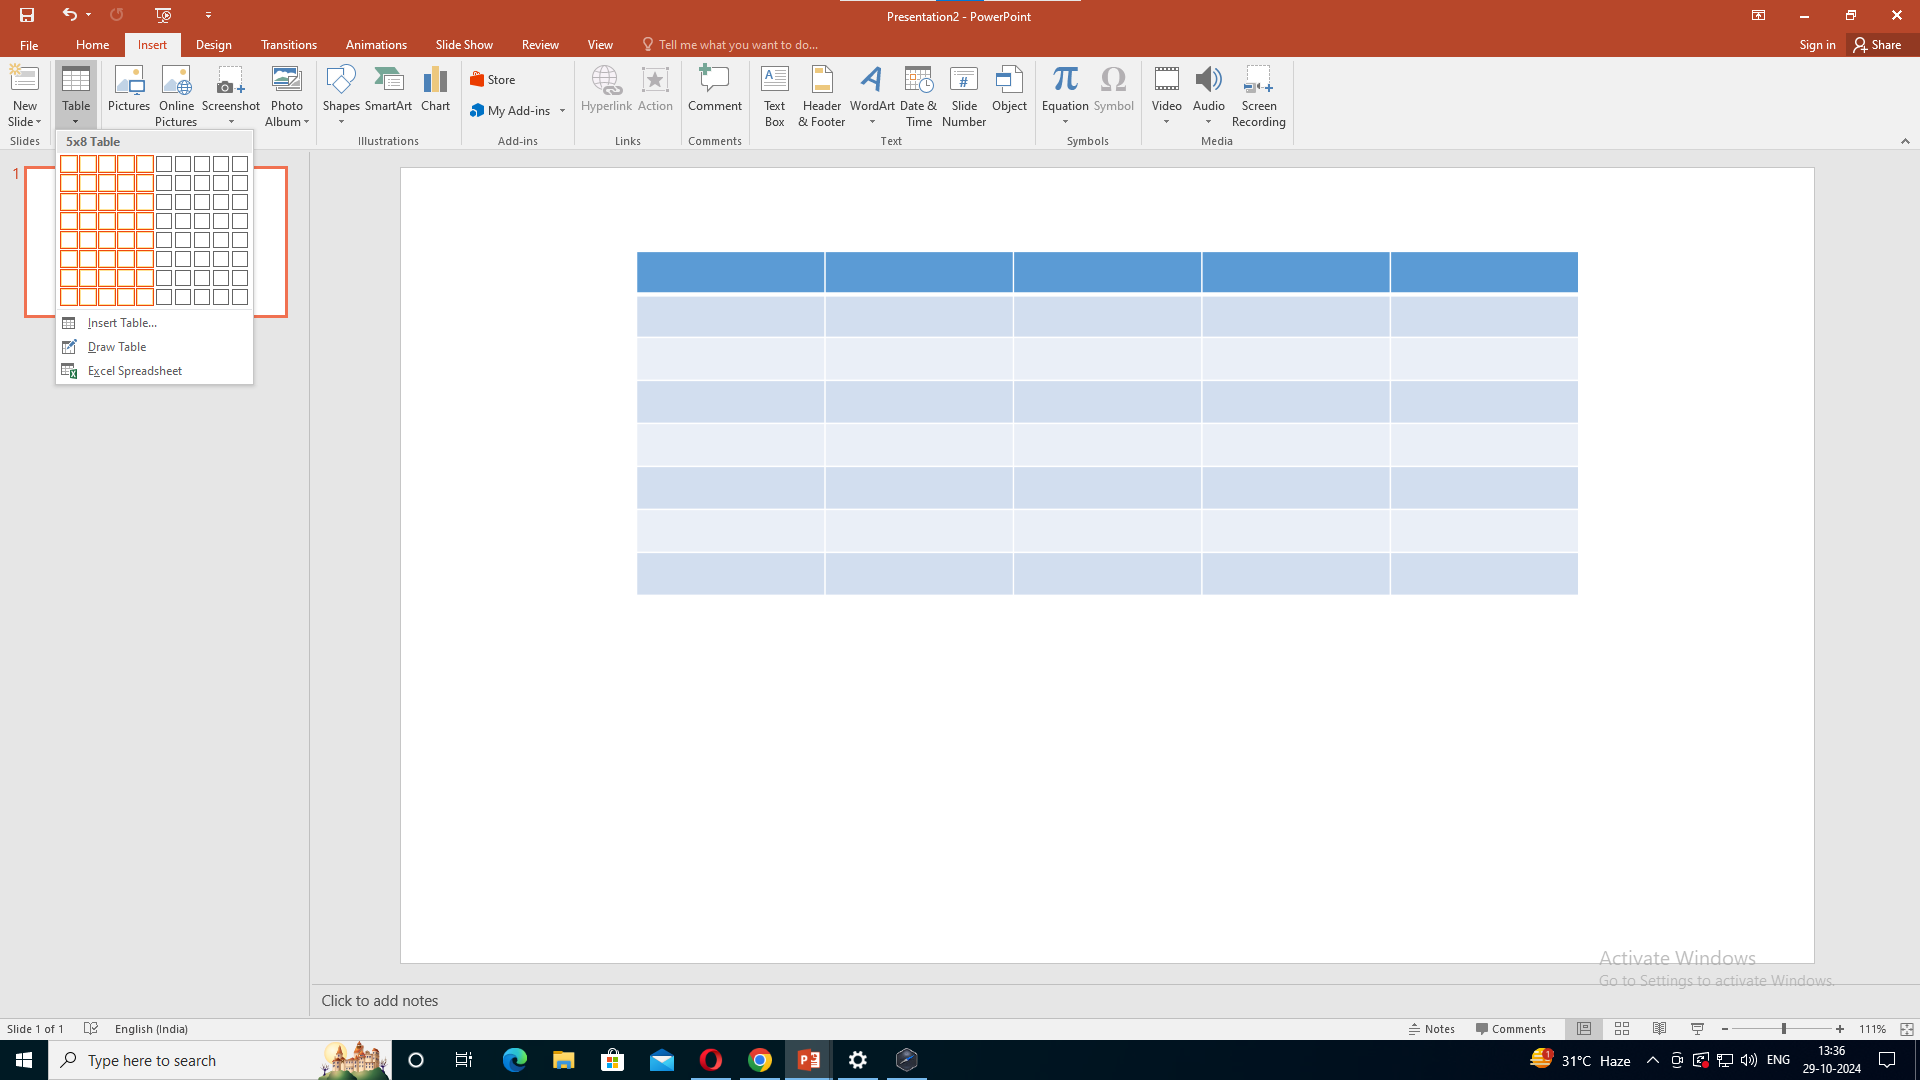 Presentation2 - PowerPoint
File Home Insert Design Transitions Animations Slide Show Review View Tell me what you want to do... Sign in Share
New Slide
Table
Pictures
Online Pictures
Screenshot
Photo Album
Shapes
SmartArt
Chart
Store
My Add-ins
Hyperlink
Action
Comment
Text Box
Header & Footer
WordArt
Date & Time
Slide Number
#
Object
Equation
π
Symbol
Ω
Video
Audio
Screen Recording
Slides Illustrations Add-ins Links Comments Text Symbols Media
5x8 Table
Insert Table...
Draw Table
Excel Spreadsheet
1
Activate Windows
Go to Settings to activate Windows.
Click to add notes
Slide 1 of 1 English (India) Notes Comments 111%
Type here to search
1
31°C Haze ENG
13:36
29-10-2024